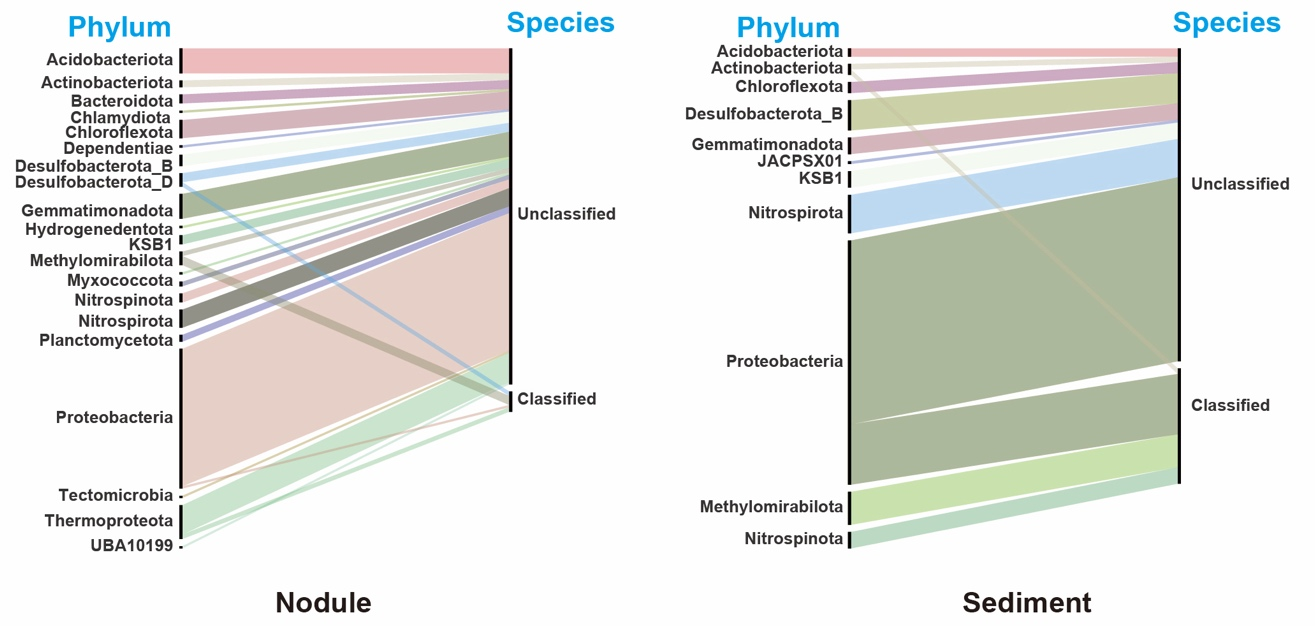 Phylum
Species
Acidobacteriota
Actinobacteriota
Bacteroidota
Chlamydiota
Chloroflexota
Dependentiae
Desulfobacterota_B
Desulfobacterota_D
Gemmatimonadota
Hydrogenedentota
KSB1
Methylomirabilota
Myxococcota
Nitrospinota
Nitrospirota
Planctomycetota
Proteobacteria
Tectomicrobia
Thermoproteota
UBA10199
Unclassified
Classified
Nodule
Phylum
Species
Acidobacteriota
Actinobacteriota
Chloroflexota
Desulfobacterota_B
Gemmatimonadota
JACPSX01
KSB1
Nitrospirota
Proteobacteria
Methylomirabilota
Nitrospinota
Unclassified
Classified
Sediment